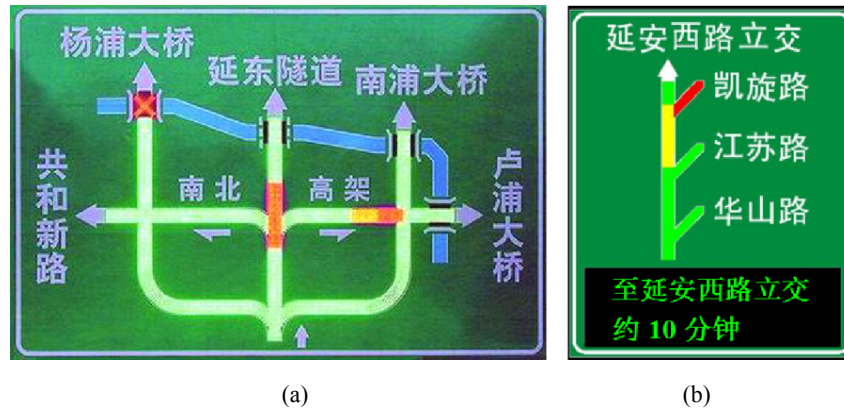 杨浦大桥
延东隧道
南浦大桥
共和新路
南北
高架
卢浦大桥
(a)
延安西路立交
凯旋路
江苏路
华山路
至延安西路立交
约 10 分钟
(b)